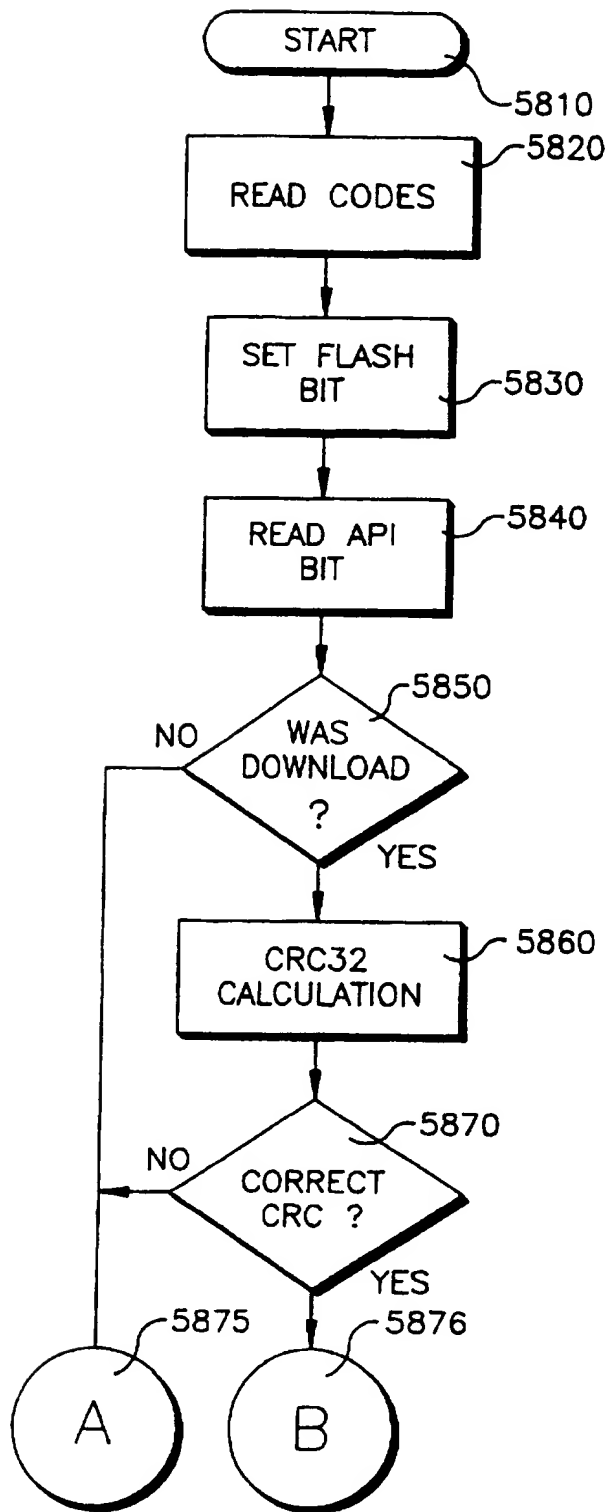 START
5810
5820
READ CODES
SET FLASH
BIT
5830
5840
READ API
BIT
5850
NO
WAS
DOWNLOAD
?
YES
5860
CRC32
CALCULATION
5870
NO
CORRECT
CRC ?
YES
5875
5876
A
B